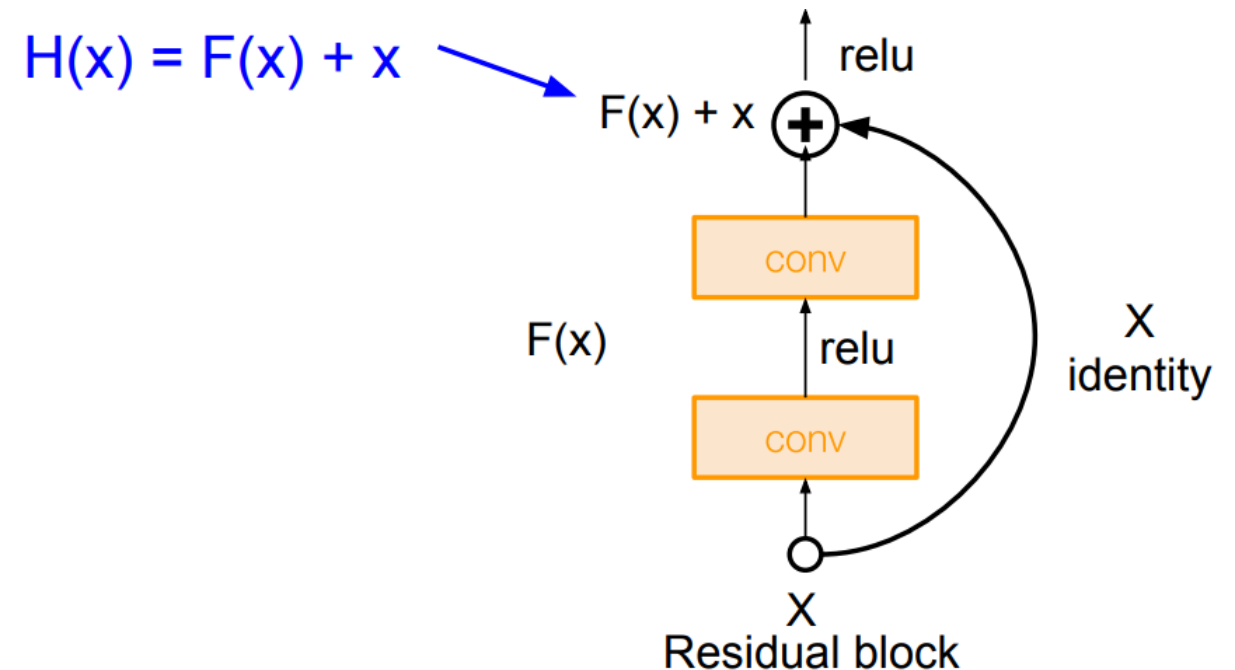 H(x) = F(x) + x
relu
F(x) + x
conv
F(x)
relu
X
identity
conv
X
Residual block